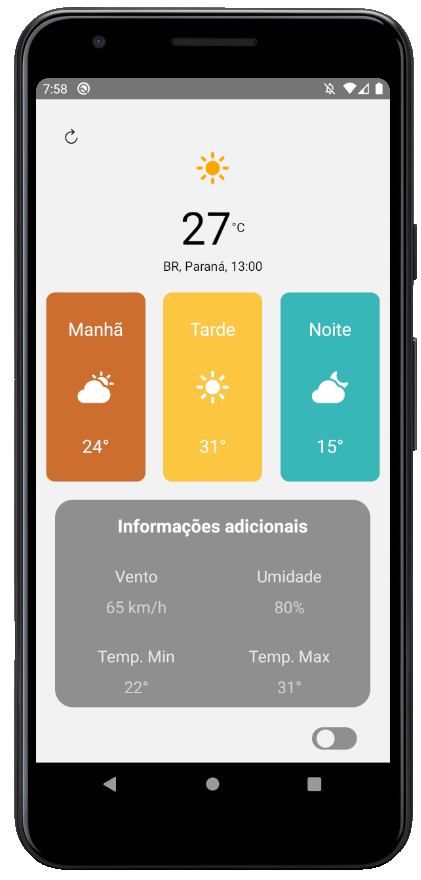 7:58
27°C
BR, Paraná, 13:00
Manhã Tarde Noite
24° 31° 15°
Informações adicionais
Vento Umidade
65 km/h 80%
Temp. Min Temp. Max
22° 31°